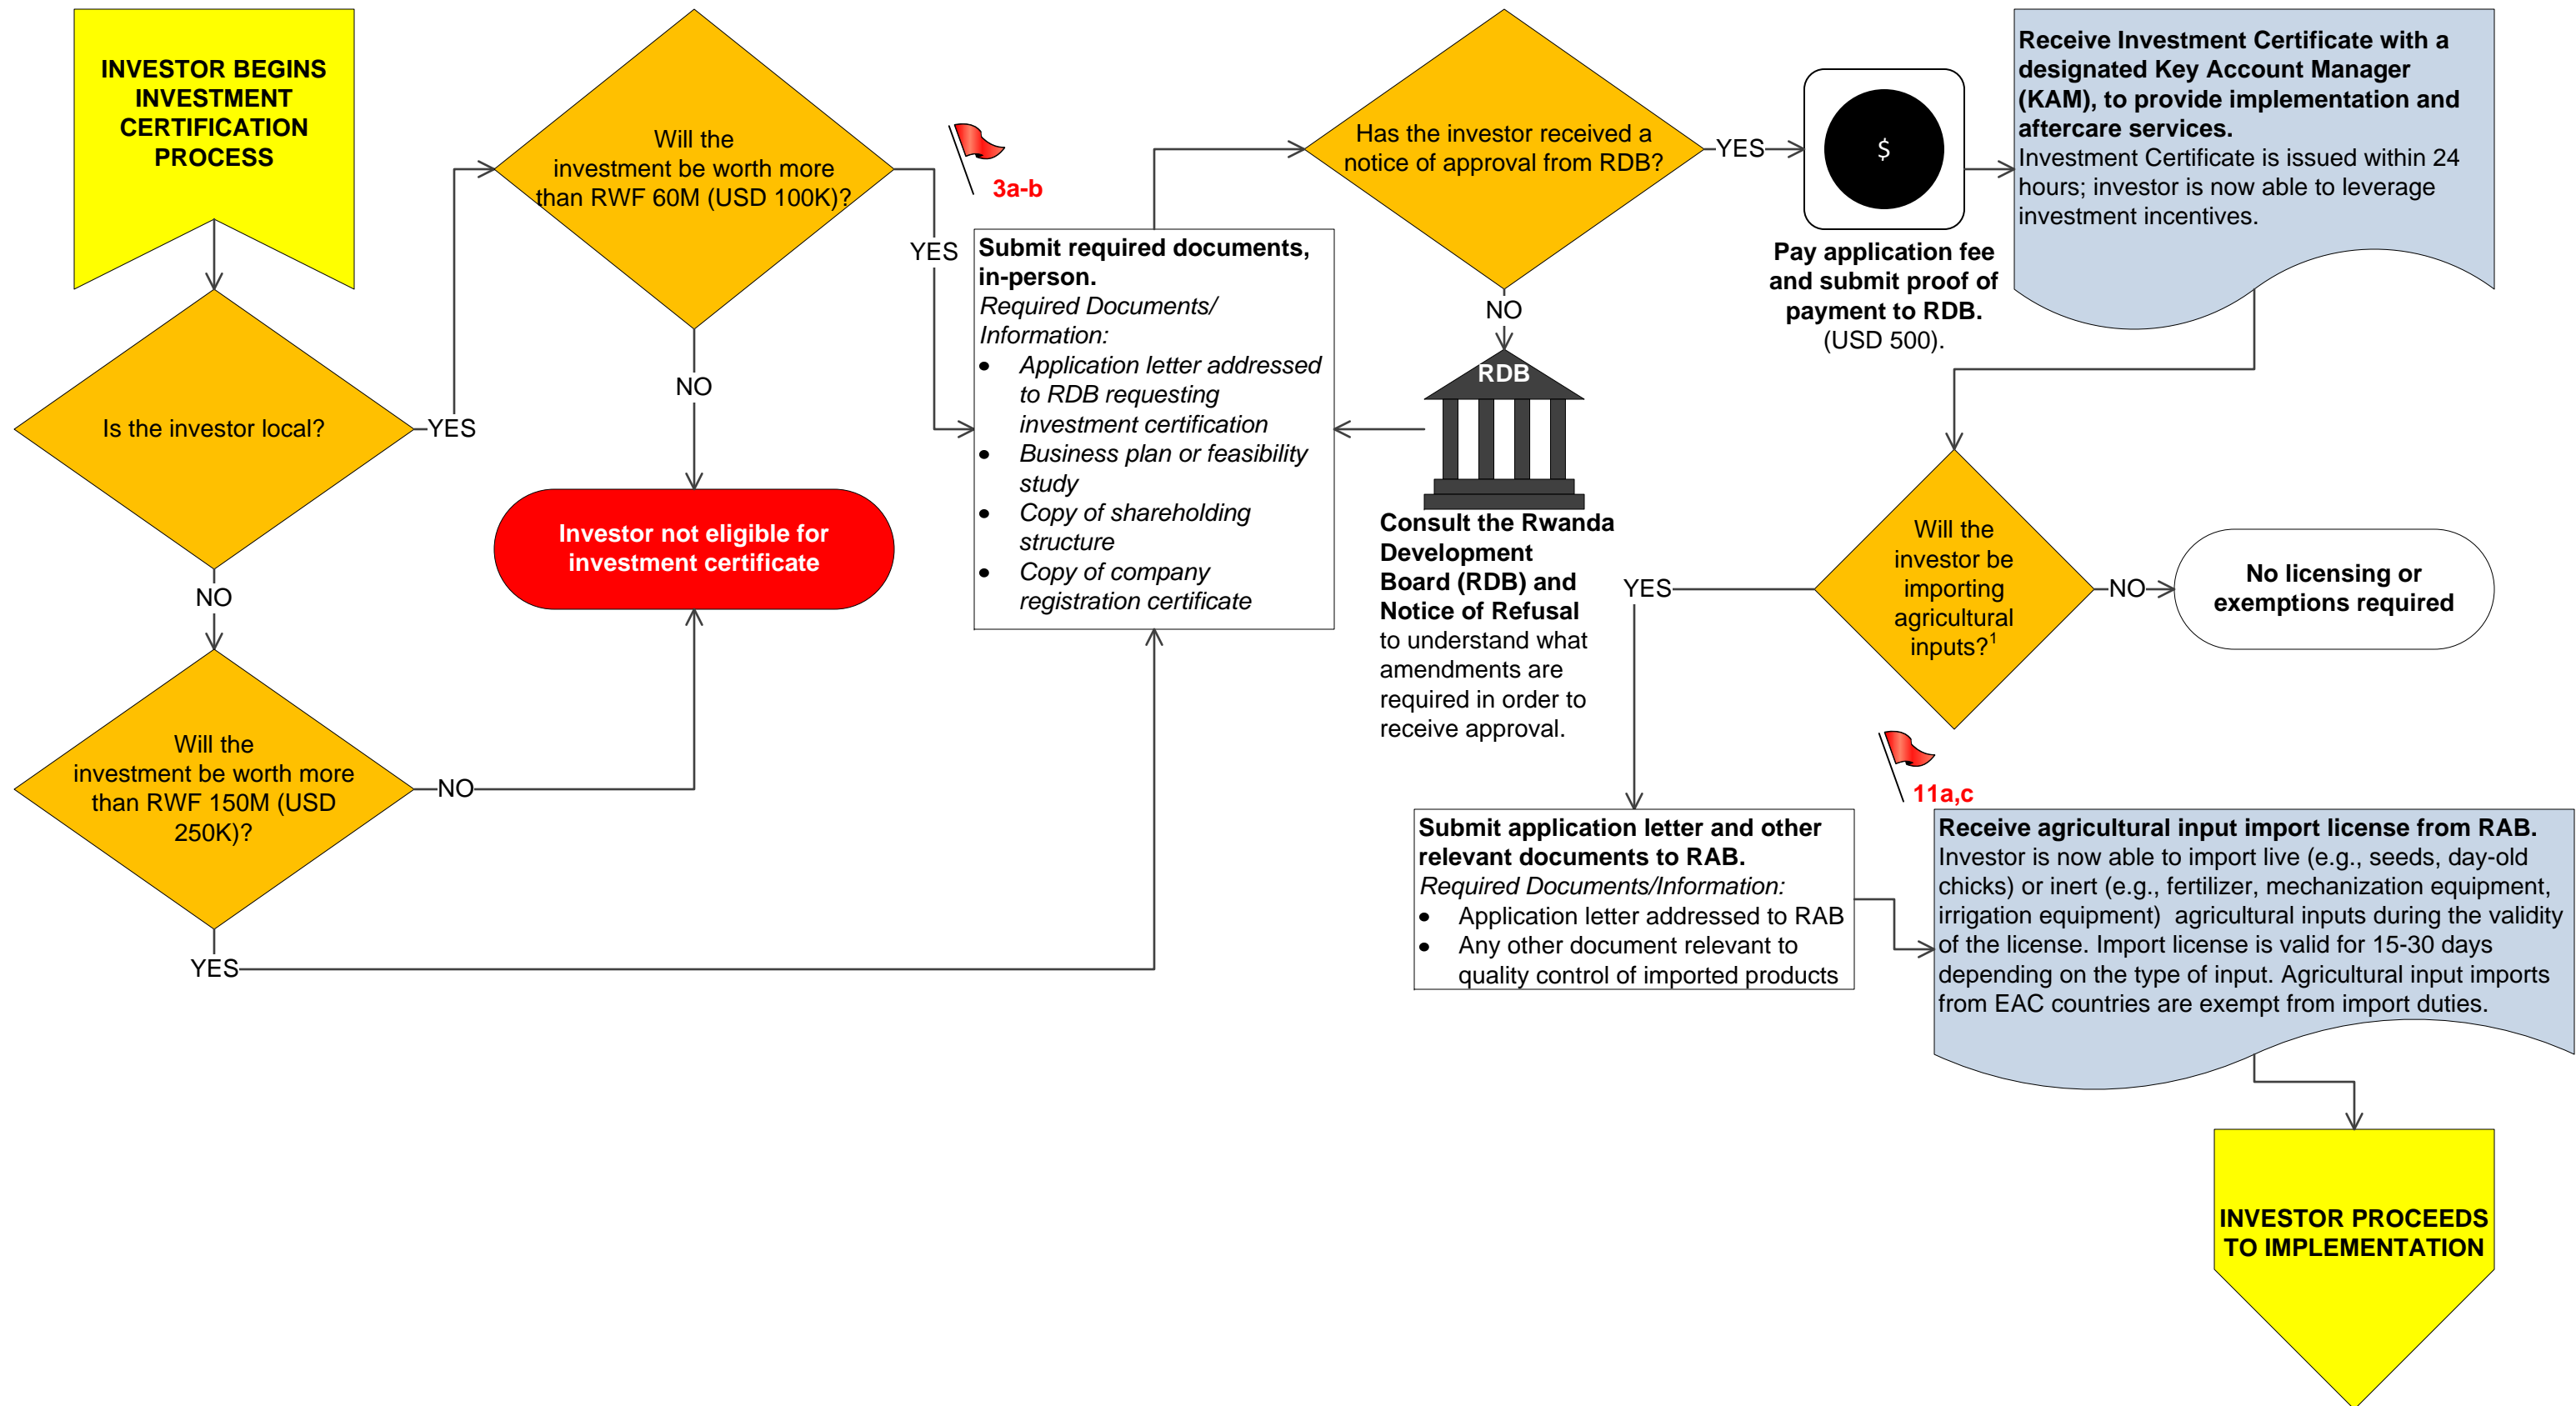 INVESTOR BEGINS
INVESTMENT
CERTIFICATION
PROCESS
Is the investor local?
YES
NO
Will the
investment be worth more
than RWF 150M (USD
250K)?
NO
YES
Will the
investment be worth more
than RWF 60M (USD 100K)?
YES
NO
Investor not eligible for
investment certificate
3a-b
Submit required documents,
in-person.
Required Documents/
Information:
• Application letter addressed
to RDB requesting
investment certification
• Business plan or feasibility
study
• Copy of shareholding
structure
• Copy of company
registration certificate
Has the investor received a
notice of approval from RDB?
YES
NO
RDB
Consult the Rwanda
Development
Board (RDB) and
Notice of Refusal
to understand what
amendments are
required in order to
receive approval.
$
Pay application fee
and submit proof of
payment to RDB.
(USD 500).
Receive Investment Certificate with a
designated Key Account Manager
(KAM), to provide implementation and
aftercare services.
Investment Certificate is issued within 24
hours; investor is now able to leverage
investment incentives.
Will the
investor be
importing
agricultural
inputs?1
NO
No licensing or
exemptions required
YES
Submit application letter and other
relevant documents to RAB.
Required Documents/Information:
• Application letter addressed to RAB
• Any other document relevant to
quality control of imported products
11a,c
Receive agricultural input import license from RAB.
Investor is now able to import live (e.g., seeds, day-old
chicks) or inert (e.g., fertilizer, mechanization equipment,
irrigation equipment)  agricultural inputs during the validity
of the license. Import license is valid for 15-30 days
depending on the type of input. Agricultural input imports
from EAC countries are exempt from import duties.
INVESTOR PROCEEDS
TO IMPLEMENTATION